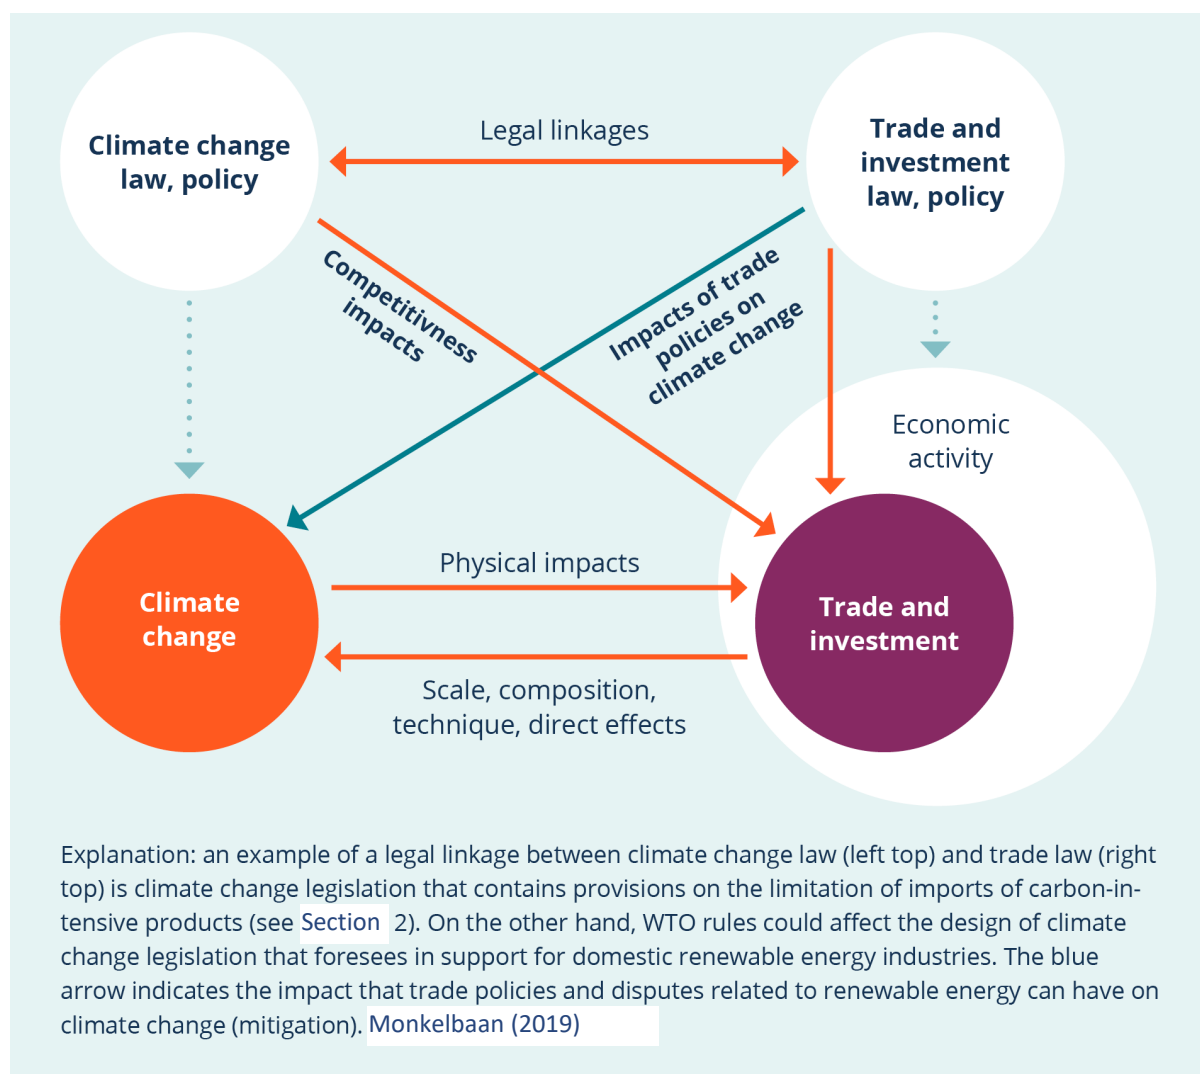 Climate change
law, policy
Legal linkages
Trade and
investment
law, policy
Competitivness
impacts
Impacts of trade
policies on
climate change
Economic
activity
Climate
change
Physical impacts
Trade and
investment
Scale, composition,
technique, direct effects
Explanation: an example of a legal linkage between climate change law (left top) and trade law (right
top) is climate change legislation that contains provisions on the limitation of imports of carbon-in-
tensive products (see Section 2). On the other hand, WTO rules could affect the design of climate
change legislation that foresees in support for domestic renewable energy industries. The blue
arrow indicates the impact that trade policies and disputes related to renewable energy can have on
climate change (mitigation). Monkelbaan (2019)